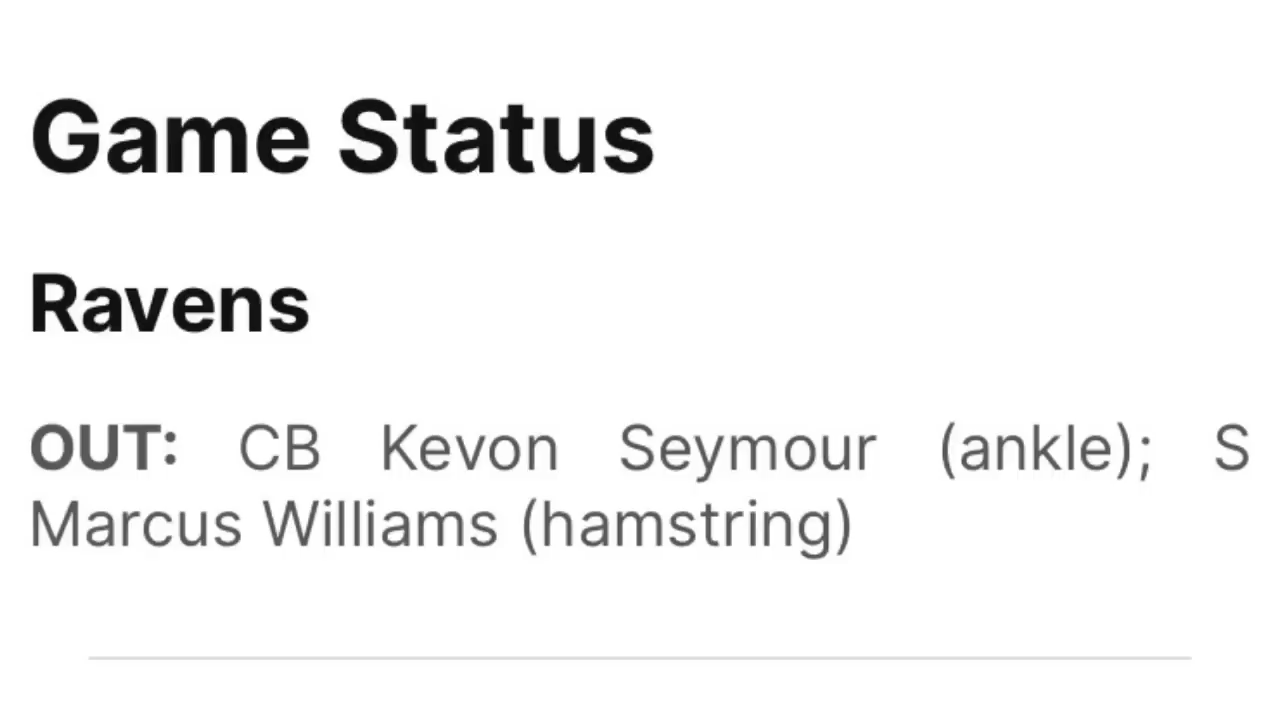 Game Status
Ravens
OUT: CB Kevon Seymour (ankle); S
Marcus Williams (hamstring)